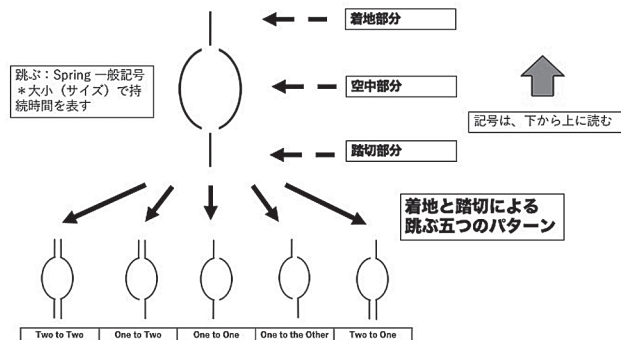 着地部分
跳ぶ：Spring 一般記号
＊大小（サイズ）で持
続時間を表す
空中部分
記号は、下から上に読む
踏切部分
着地と踏切による
跳ぶ五つのパターン
Two to Two
One to Two
One to One
One to the Other
Two to One